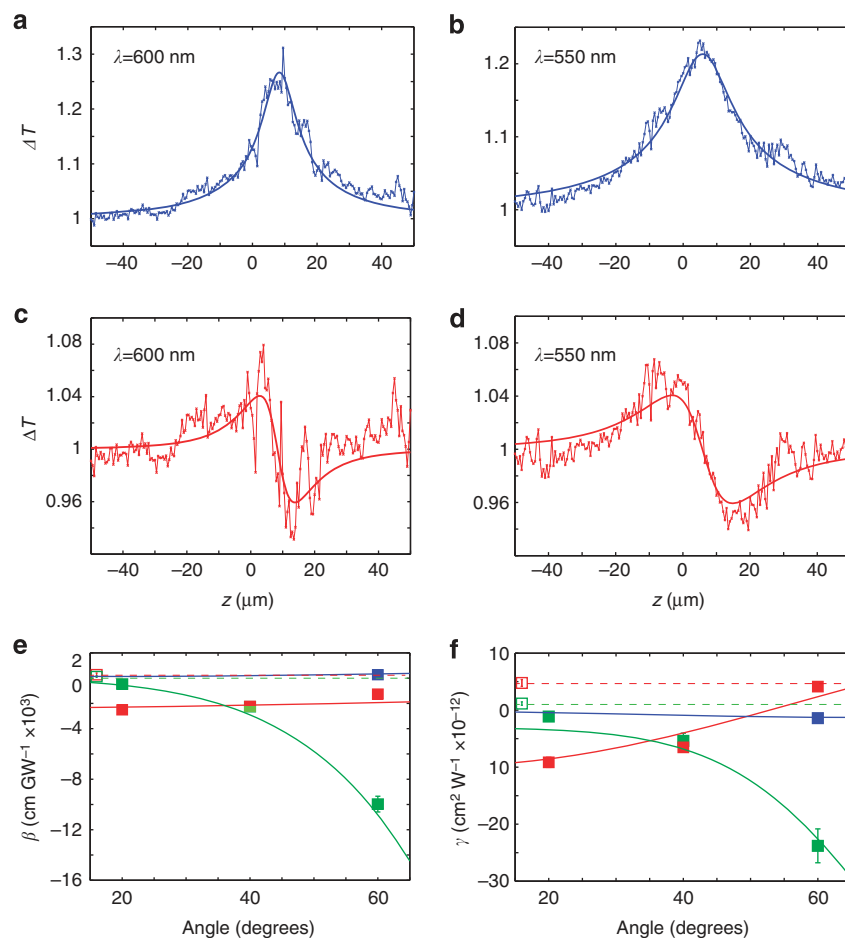 a
λ=600 nm
1.3
1.2
1.1
1
ΔT
−40 −20 0 20 40
b
λ=550 nm
1.2
1.1
1
−40 −20 0 20 40
c
λ=600 nm
1.08
1.04
1
0.96
ΔT
−40 −20 0 20 40
z (μm)
d
λ=550 nm
1.08
1.04
1
0.96
−40 −20 0 20 40
z (μm)
e
2
0
−4
−8
−12
−16
β (cm GW⁻¹ ×10³)
20 40 60
Angle (degrees)
f
10
0
−10
−20
−30
γ (cm² W⁻¹ ×10⁻¹²)
20 40 60
Angle (degrees)